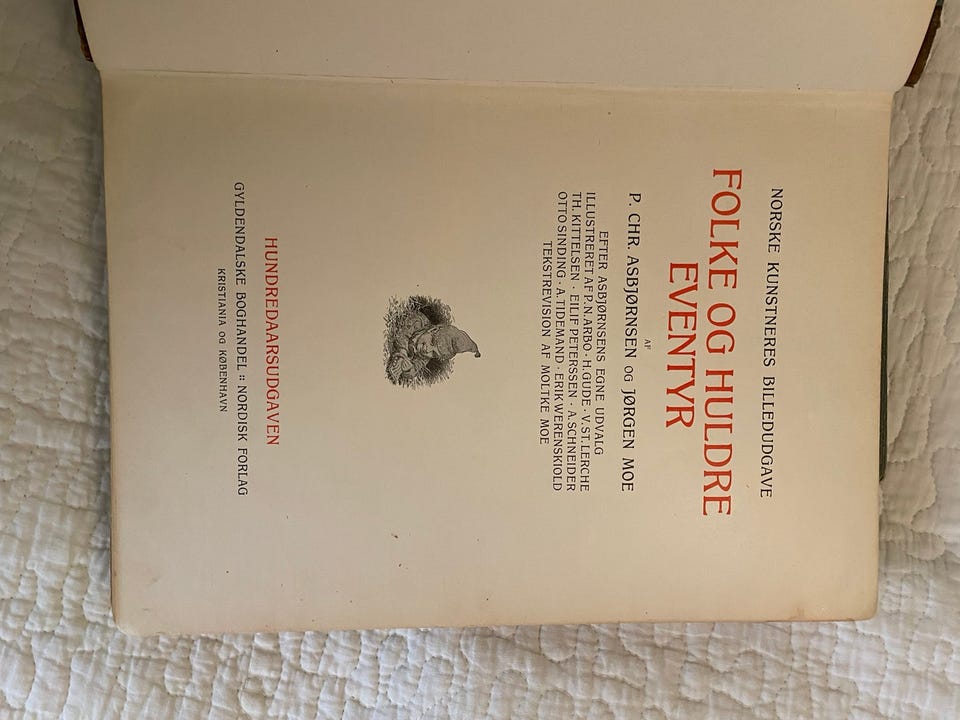 NORSKE KUNSTNERES BILLEDUDGAVE
FOLKE OG HULDRE
EVENTYR
AF
P. CHR. ASBJØRNSEN OG JØRGEN MOE
EFTER ASBJØRNSENS EGNE UDVALG
ILLUSTRERET AF P. N. ARBO · H. GUDE · V. ST. LERCHE
TH. KITTELSEN · EILIF PETERSSEN · A. SCHNEIDER
OTTO SINDING · A. TIDEMAND · ERIK WERENSKIOLD
TEKSTREVISION AF MOLTKE MOE
HUNDREDAARSUDGAVEN
GYLDENDALSKE BOGHANDEL :: NORDISK FORLAG
KRISTIANIA OG KØBENHAVN